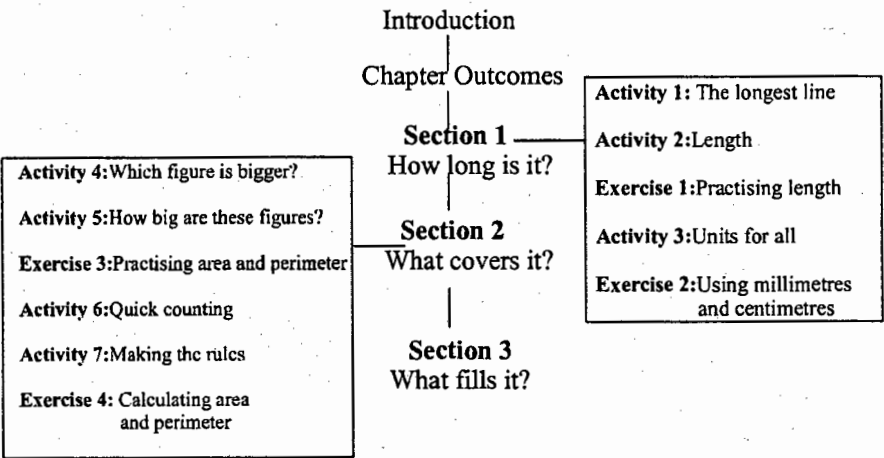 Introduction
Chapter Outcomes
Section 1
How long is it?
Activity 1: The longest line
Activity 2:Length
Exercise 1:Practising length
Activity 3:Units for all
Exercise 2:Using millimetres
and centimetres
Section 2
What covers it?
Activity 4:Which figure is bigger?
Activity 5:How big are these figures?
Exercise 3:Practising area and perimeter
Activity 6:Quick counting
Activity 7:Making the rules
Exercise 4: Calculating area
and perimeter
Section 3
What fills it?